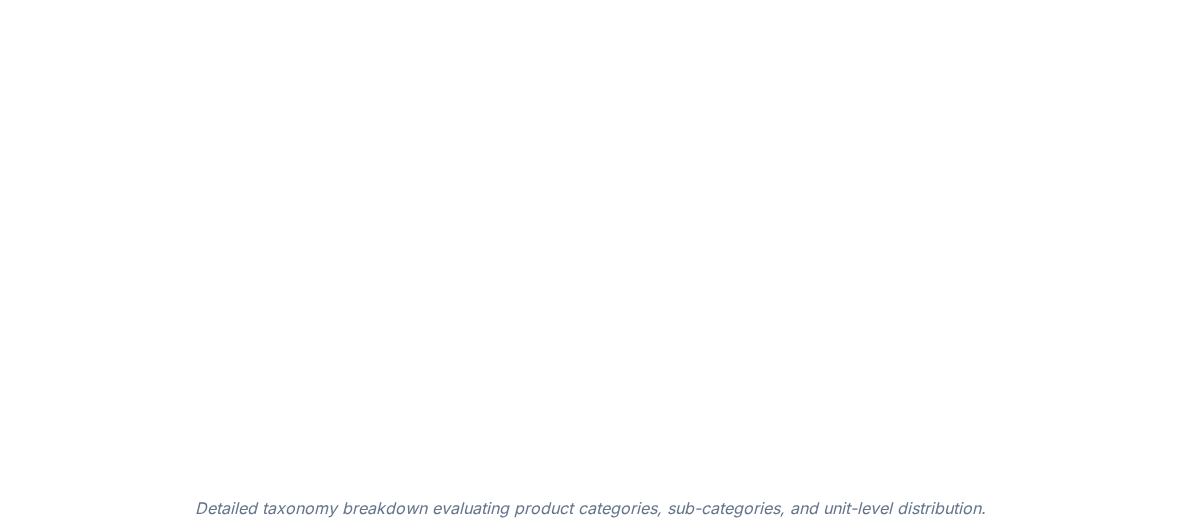 Detailed taxonomy breakdown evaluating product categories, sub-categories, and unit-level distribution.